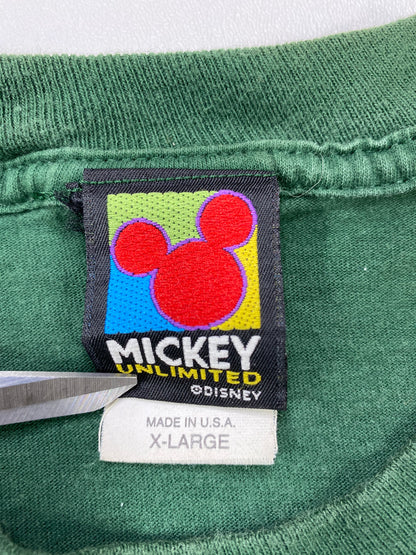 MICKEY
UNLIMITED
©DISNEY
MADE IN U.S.A.
X-LARGE